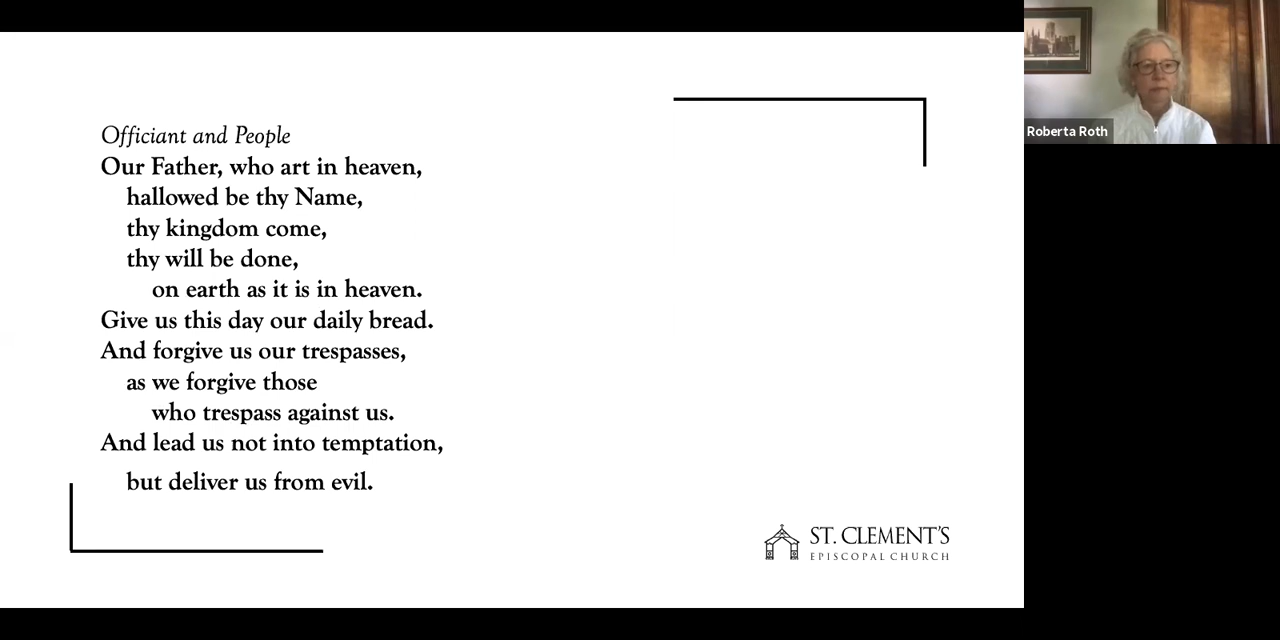 Officiant and People
Our Father, who art in heaven,
hallowed be thy Name,
thy kingdom come,
thy will be done,
on earth as it is in heaven.
Give us this day our daily bread.
And forgive us our trespasses,
as we forgive those
who trespass against us.
And lead us not into temptation,
but deliver us from evil.
ST. CLEMENT'S
EPISCOPAL CHURCH
Roberta Roth